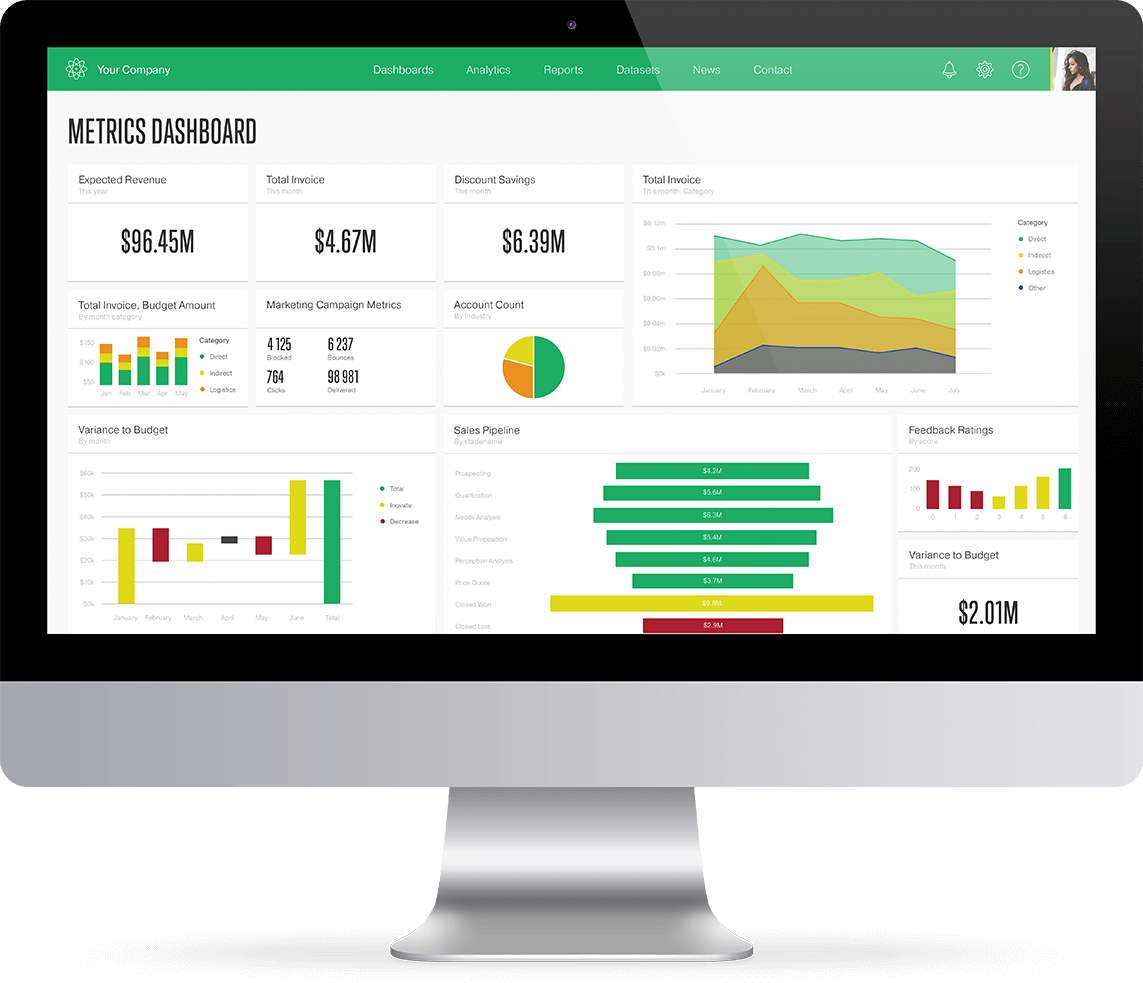 Your Company
Dashboards
Analytics
Reports
Datasets
News
Contact
?
METRICS DASHBOARD
Expected Revenue
This year
$96.45M
Total Invoice
This month
$4.67M
Discount Savings
This month
$6.39M
Total Invoice
This month, Category
$0,12m
$0,1m
$0,08m
$0,06m
$0,04m
$0,02m
$0k
January February March April May June July
Category
Direct
Indirect
Logistics
Other
Total Invoice, Budget Amount
By month category
$150
$100
$50
Jan Feb Mar Apr May
Category
Direct
Indirect
Logistics
Marketing Campaign Metrics
4 125 6 237
Blocked Bounces
764 98 981
Clicks Delivered
Account Count
By Industry
Variance to Budget
By month
$60k
$50k
$40k
$30k
$20k
$10k
$0k
January February March April May June Total
Total
Inovate
Decrease
Sales Pipeline
By stadename
Prospecting $4.2M
Qualification $5.6M
Needs Analysis $6.3M
Value Proposition $5.4M
Perception Analysis $4.6M
Price Quote $3.7M
Closed Won $9.8M
Closed Lost $2.9M
Feedback Ratings
By score
200
100
0
0 1 2 3 4 5 6
Variance to Budget
This month
$2.01M